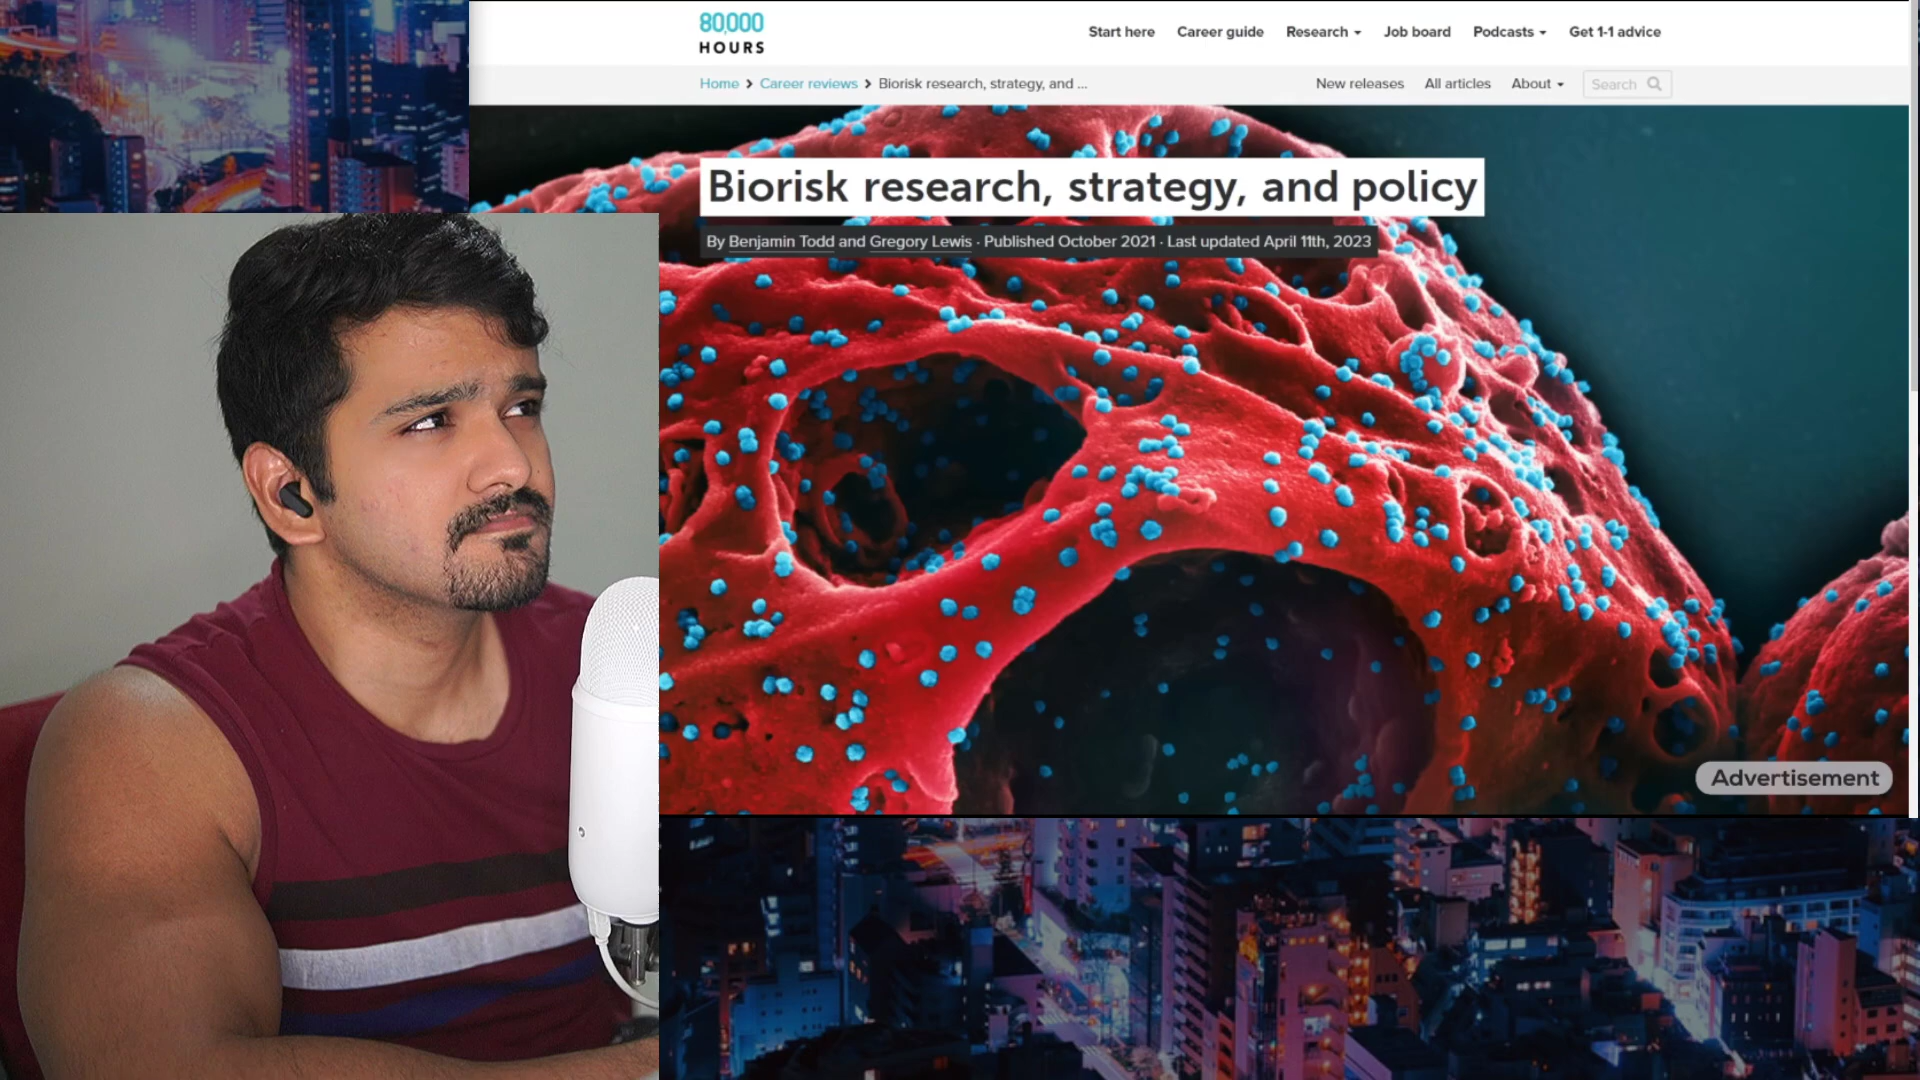 80,000
HOURS
Start here Career guide Research Job board Podcasts Get 1-1 advice
Home Career reviews Biorisk research, strategy, and ...
New releases All articles About Search
Biorisk research, strategy, and policy
By Benjamin Todd and Gregory Lewis · Published October 2021 · Last updated April 11th, 2023
Advertisement